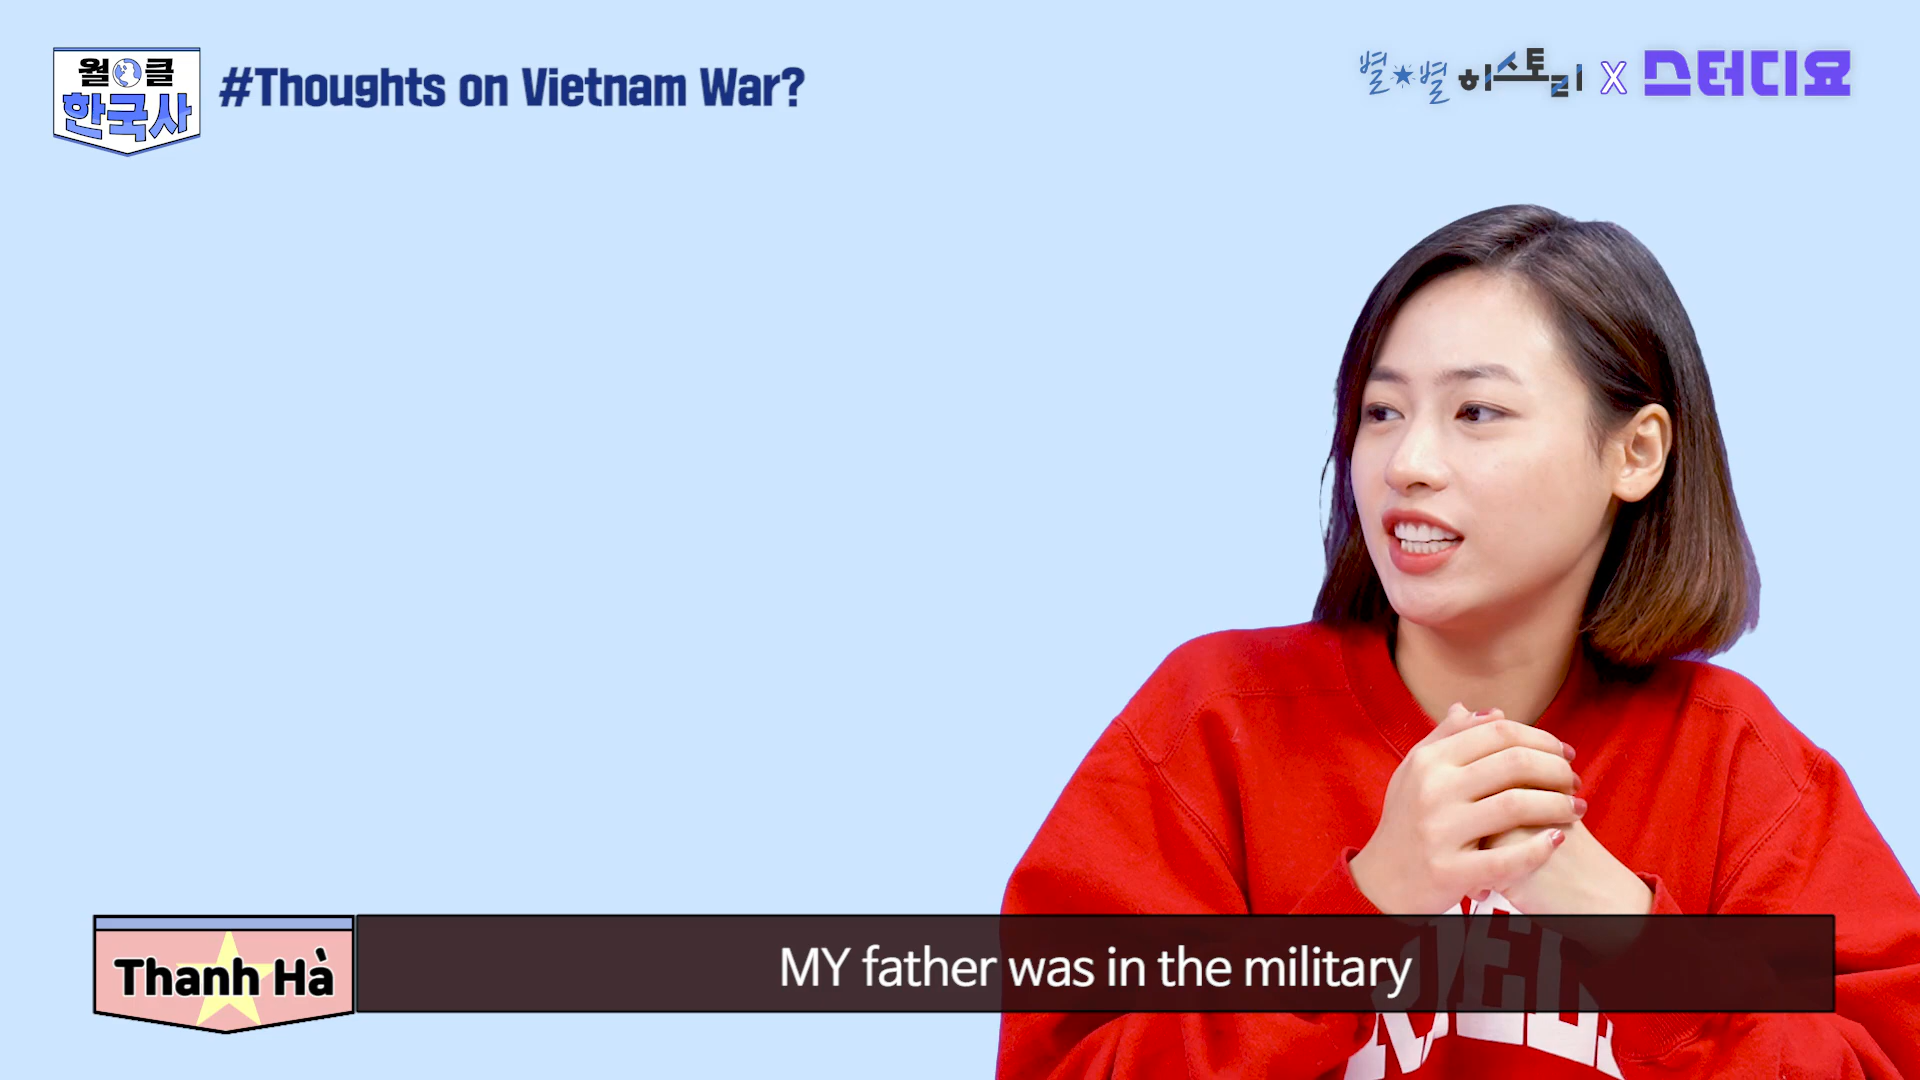 월클
한국사
#Thoughts on Vietnam War?
별★별 히스토리 X 스터디요
Thanh Hà
MY father was in the military